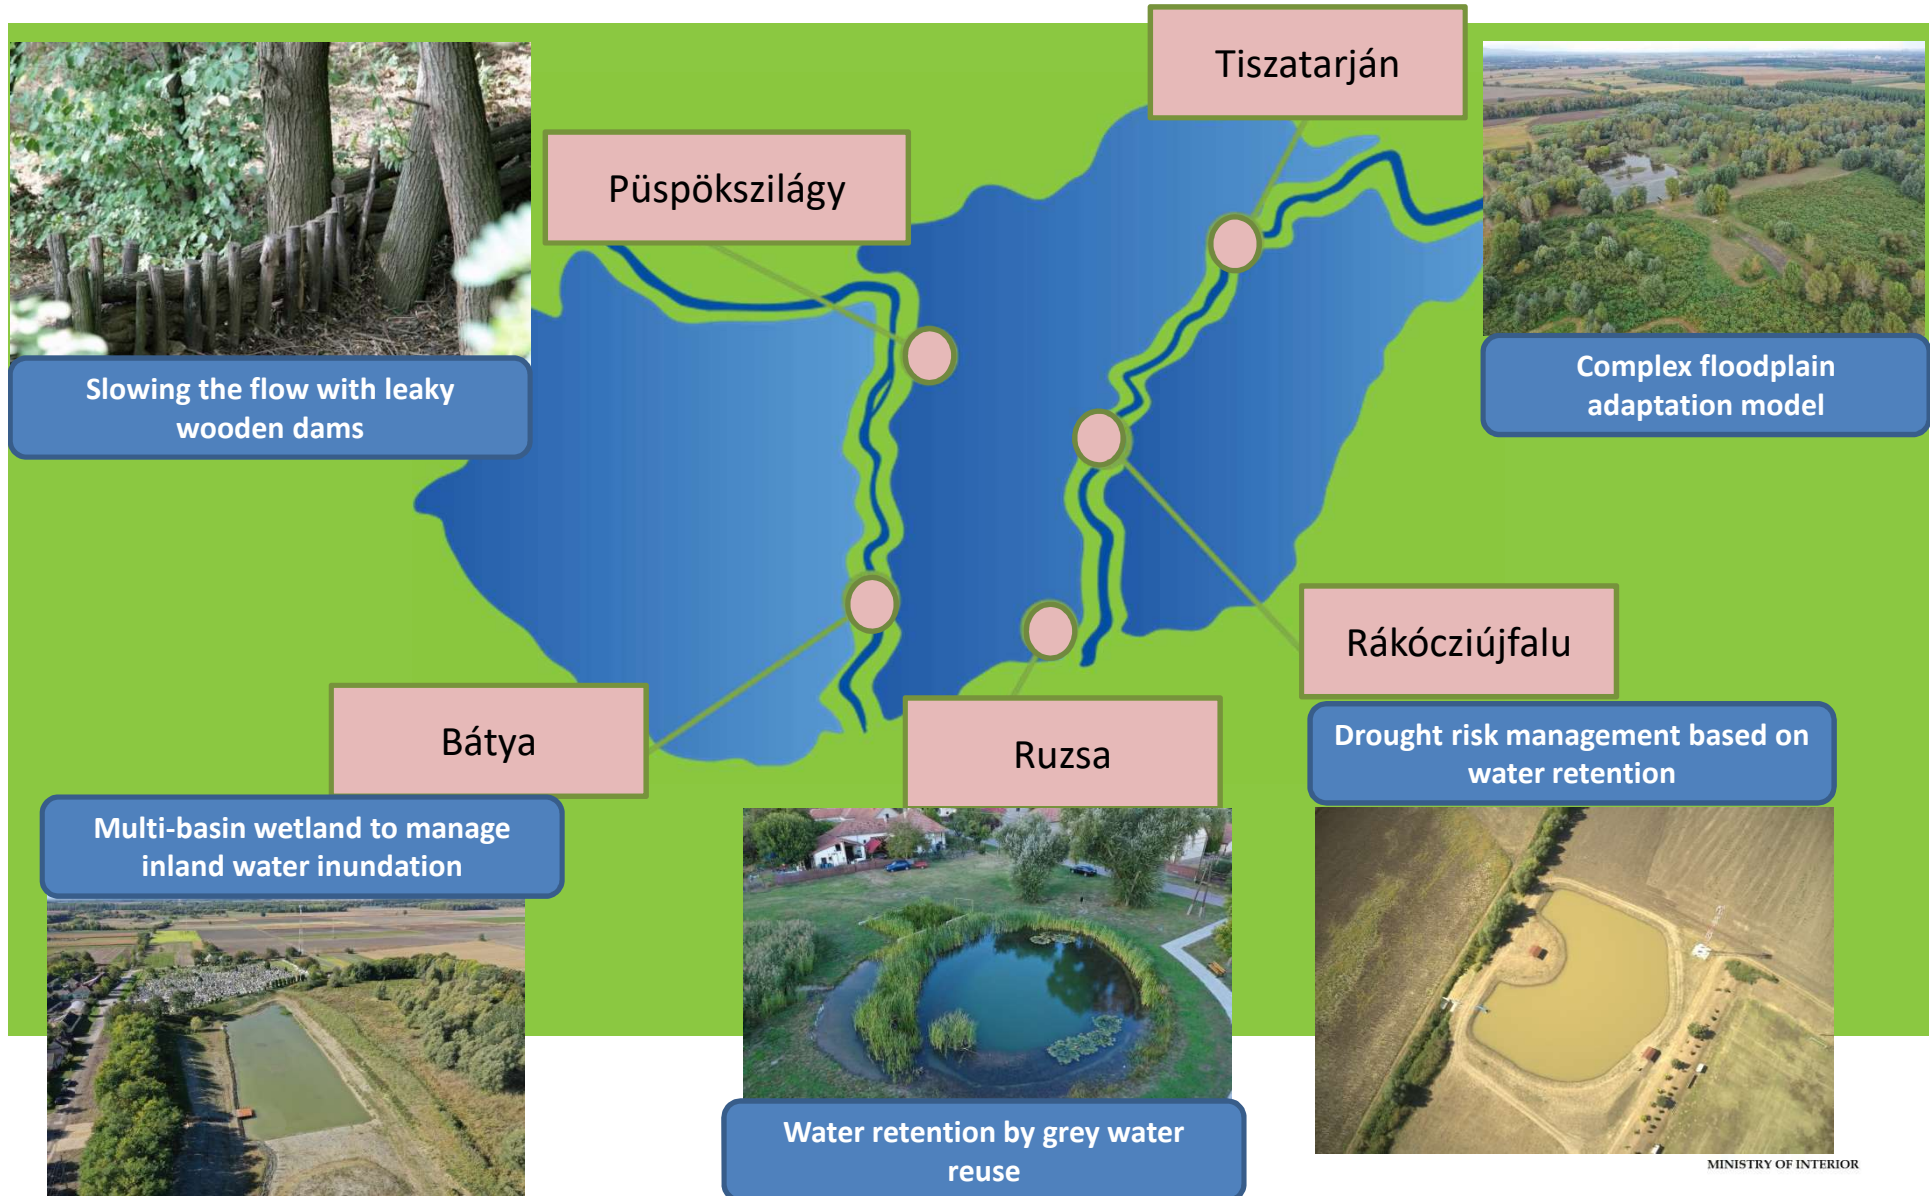 Tiszatarján
Püspökszilágy
Slowing the flow with leaky
wooden dams
Complex floodplain
adaptation model
Rákócziújfalu
Bátya
Ruzsa
Drought risk management based on
water retention
Multi-basin wetland to manage
inland water inundation
Water retention by grey water
reuse
MINISTRY OF INTERIOR